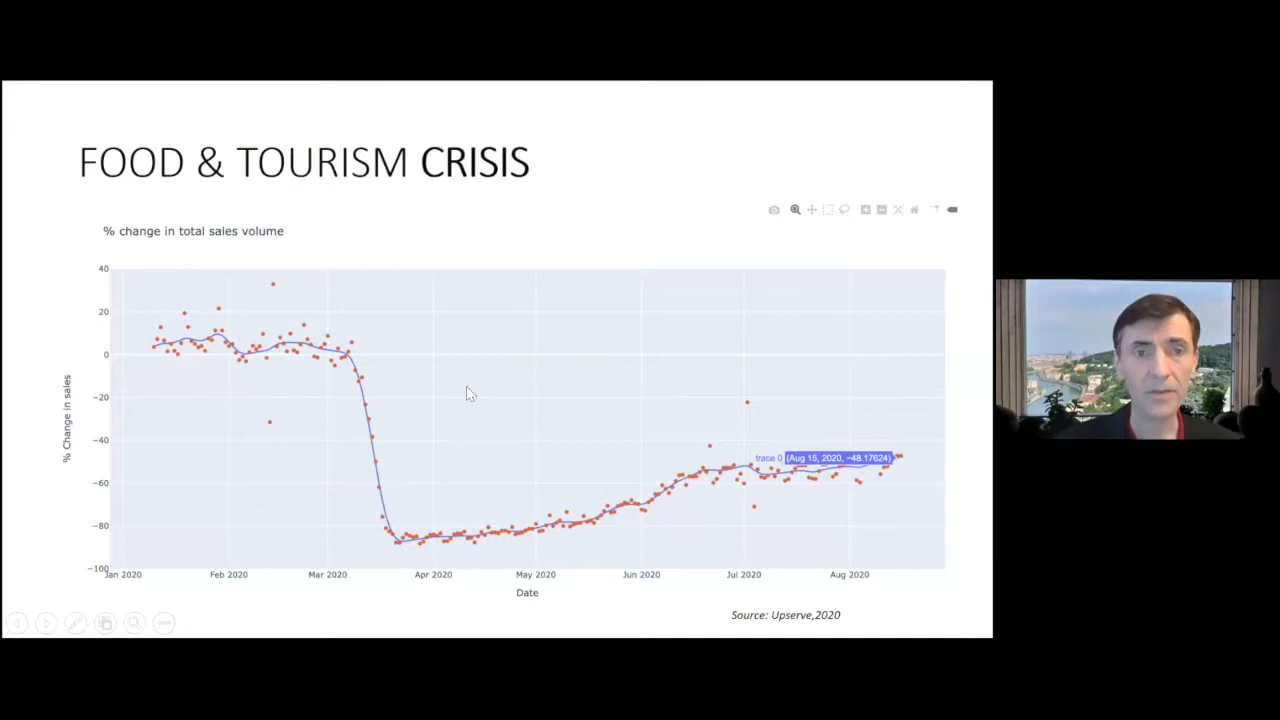 FOOD & TOURISM CRISIS
% change in total sales volume
40
20
0
−20
−40
−60
−80
−100
% Change in sales
trace 0 (Aug 15, 2020, −48.17624)
Jan 2020 Feb 2020 Mar 2020 Apr 2020 May 2020 Jun 2020 Jul 2020 Aug 2020
Date
Source: Upserve,2020